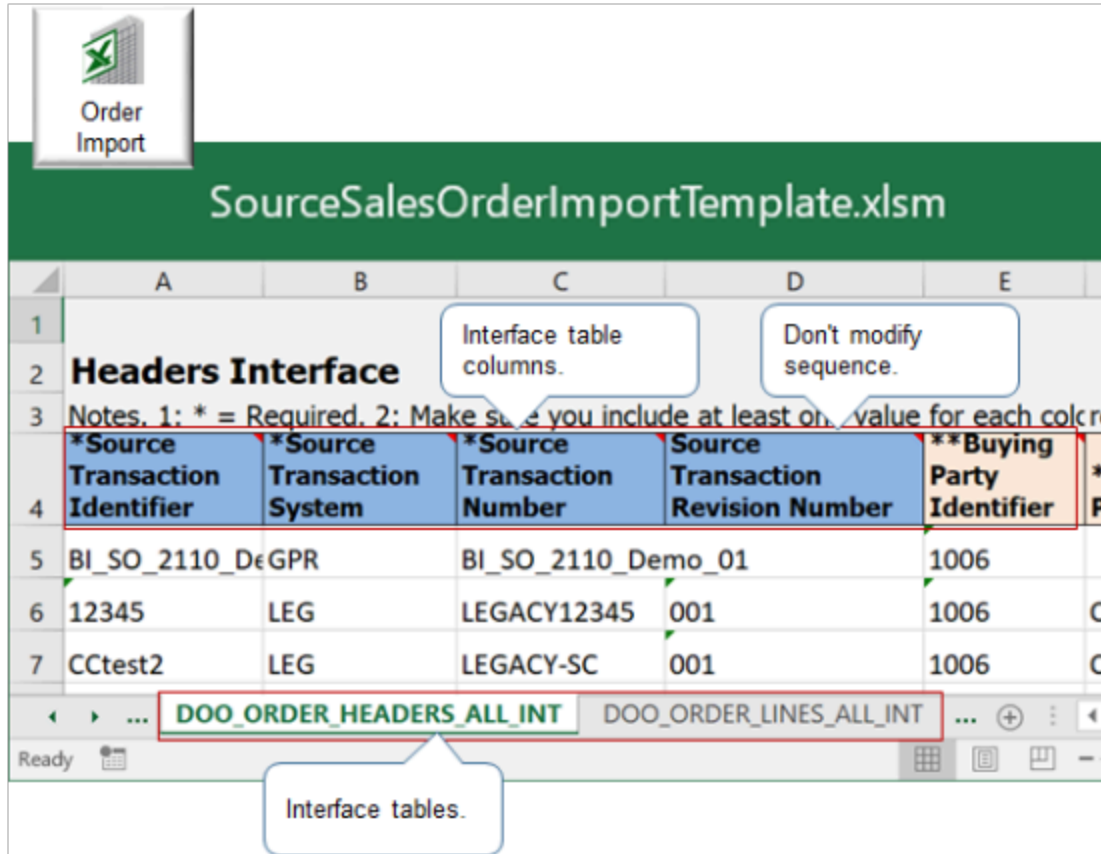 Order
Import
SourceSalesOrderImportTemplate.xlsm
A B C D E
1
Interface table
columns.
Don't modify
sequence.
2 Headers Interface
3 Notes. 1: * = Required. 2: Make you include at least value for each
4 *Source Transaction Identifier *Source Transaction System *Source Transaction Number Source Transaction Revision Number **Buying Party Identifier *
5 BI_SO_2110_De GPR BI_SO_2110_Demo_01 1006
6 12345 LEG LEGACY12345 001 1006 C
7 CCtest2 LEG LEGACY-SC 001 1006 C
... DOO_ORDER_HEADERS_ALL_INT DOO_ORDER_LINES_ALL_INT ...
Ready
Interface tables.